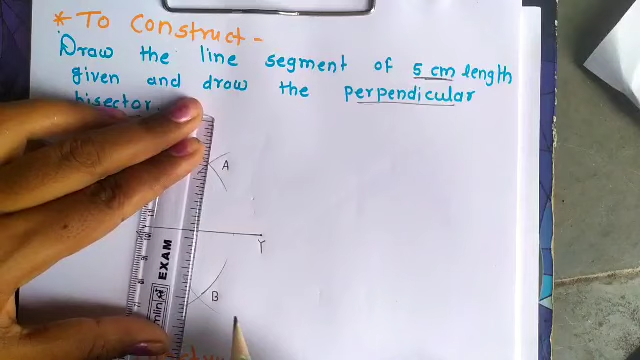 * To Construct -
Draw the line segment of 5 cm length
given and draw the perpendicular
bisector.
A
Y
EXAM
B